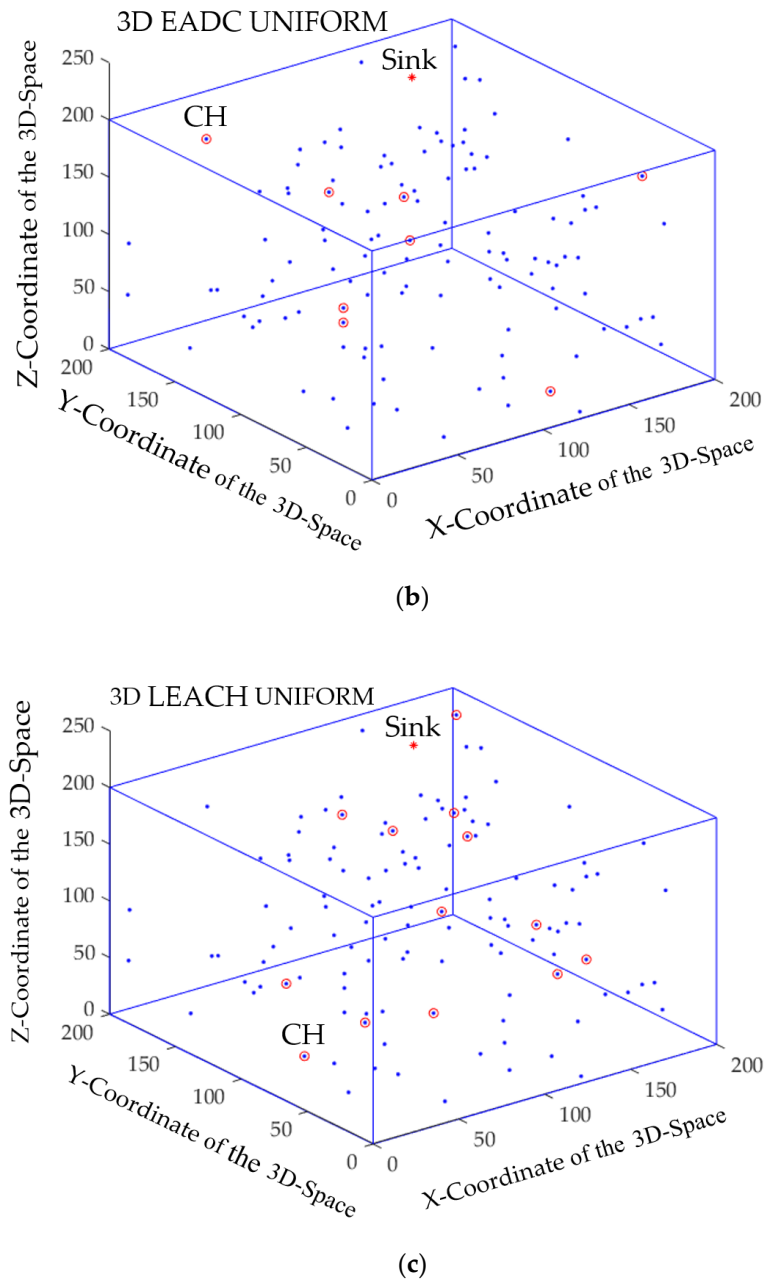 3D EADC UNIFORM
Sink
CH
250
200
150
100
50
0
Z-Coordinate of the 3D-Space
200
150
100
50
0
Y-Coordinate of the 3D-Space
0
50
100
150
200
X-Coordinate of the 3D-Space
(b)
3D LEACH UNIFORM
Sink
250
200
150
100
50
0
Z-Coordinate of the 3D-Space
CH
200
150
100
50
0
Y-Coordinate of the 3D-Space
0
50
100
150
200
X-Coordinate of the 3D-Space
(c)